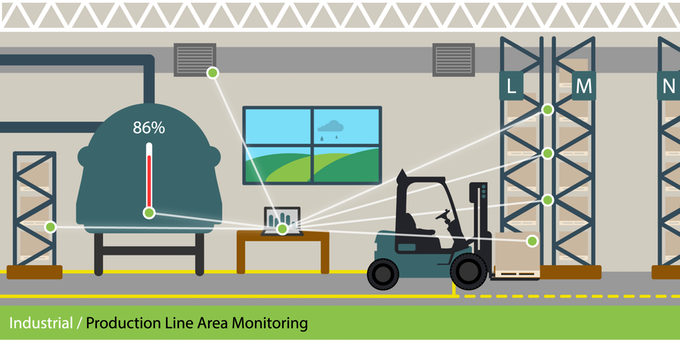 L
M
N
86%
Industrial / Production Line Area Monitoring